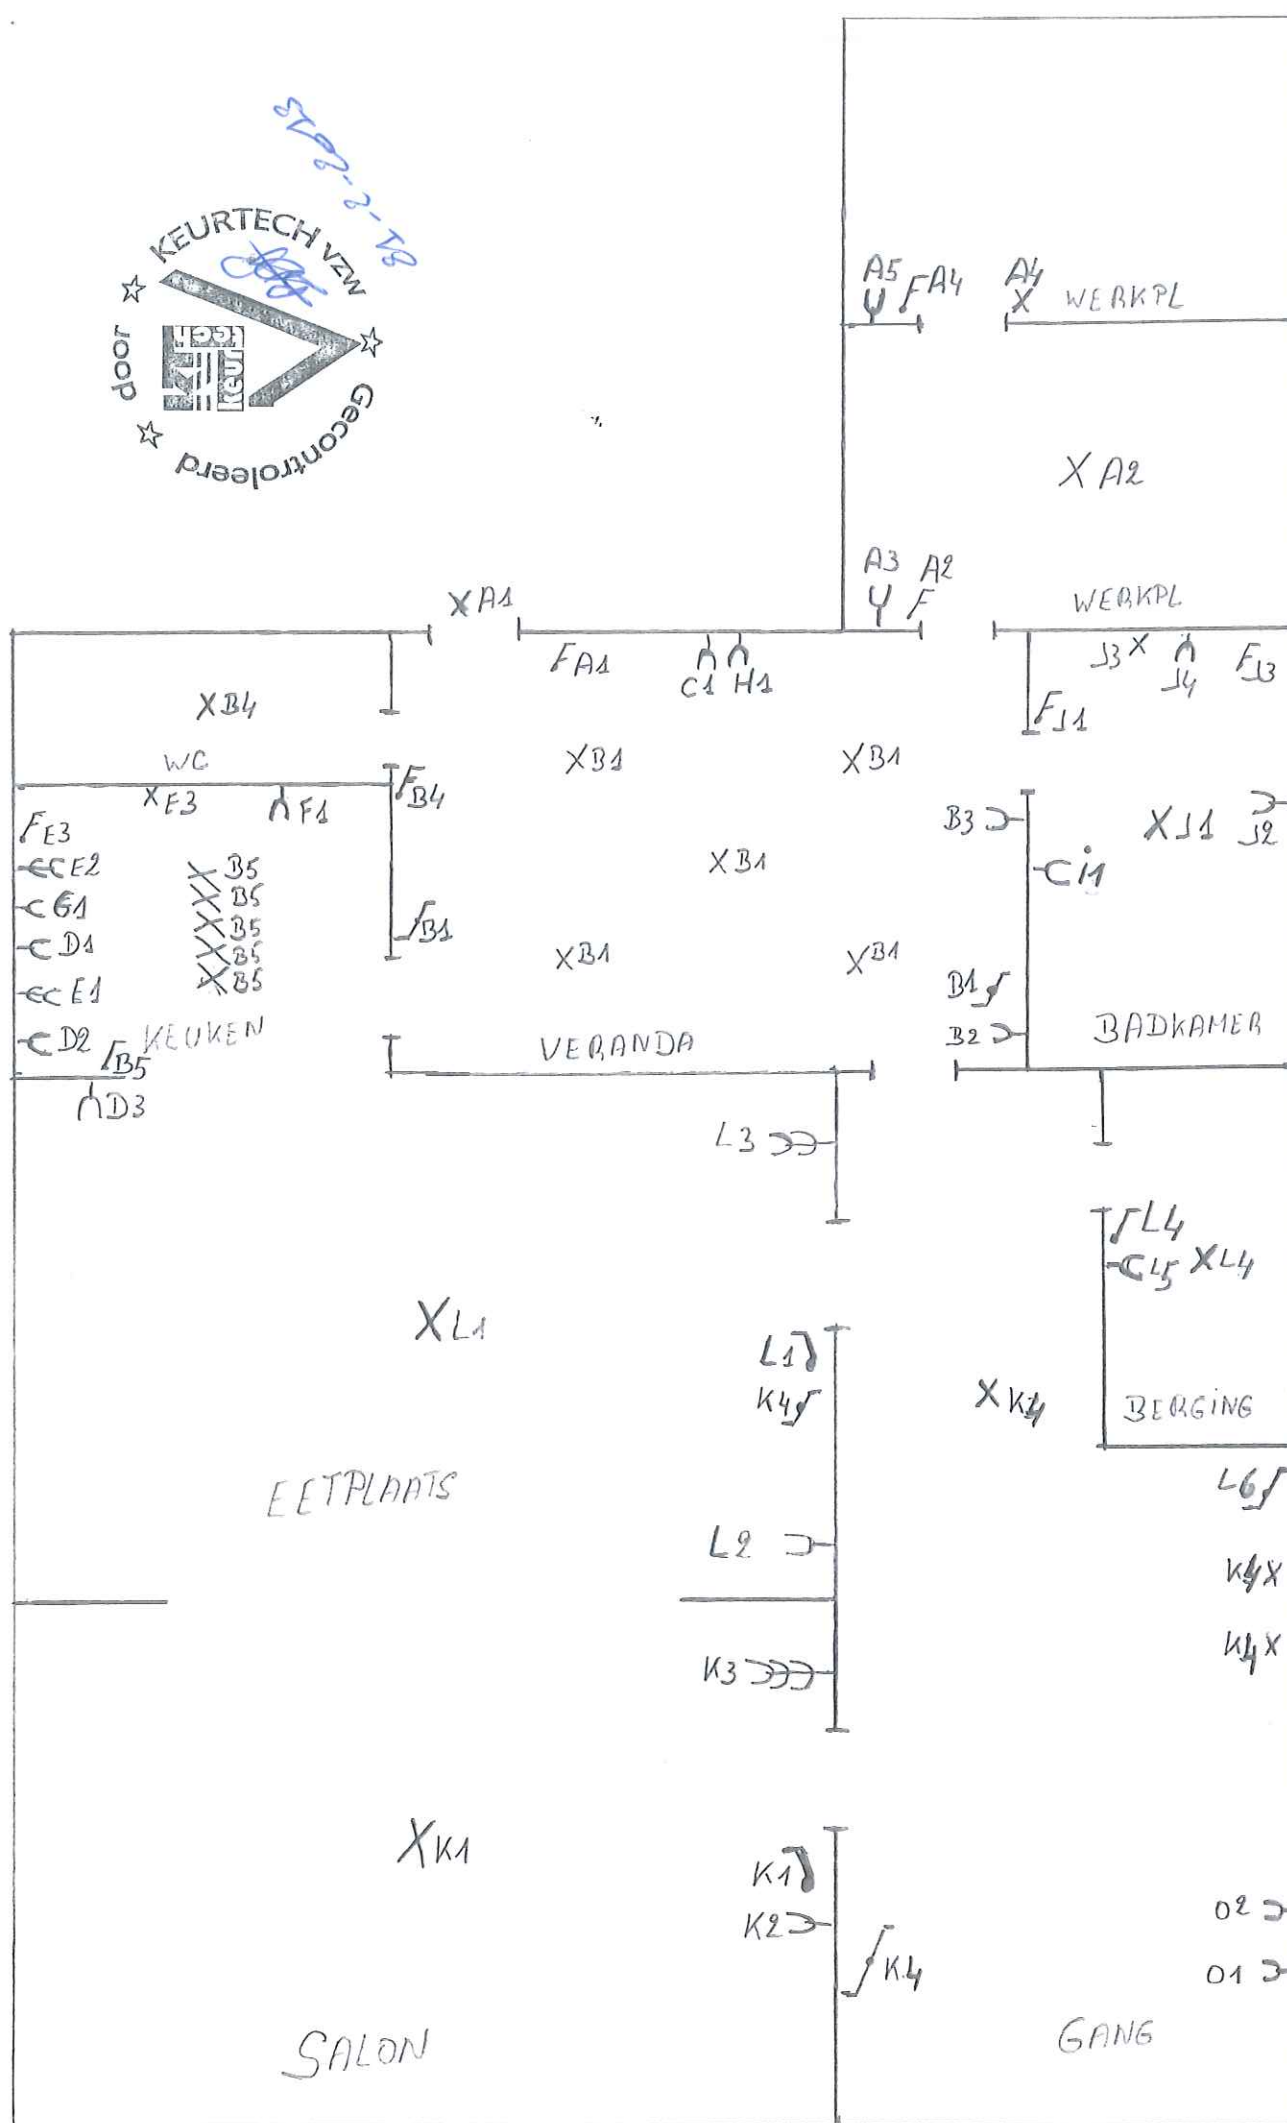 KEURTECH VZW
Gecontroleerd
door
keurtech
A5
A4
A4
X WERKPL
X A2
A3
A2
WERKPL
X A1
A1
C1 H1
J3 X
J4
J3
X B4
J1
WC
X B1
X B1
X E3
F1
B4
E3
B3
X J1
J2
E2
X B5
X B1
i1
G1
X B5
D1
X B5
B1
X B5
X B1
X B1
E1
X B5
B1
D2
KEUKEN
B2
BADKAMER
B5
VERANDA
D3
L3
L4
L5
X L4
X L1
L1
K4
X K4
BERGING
EETPLAATS
L6
L2
K4 X
K4 X
K3
X K1
K1
K2
O2
K4
O1
SALON
GANG